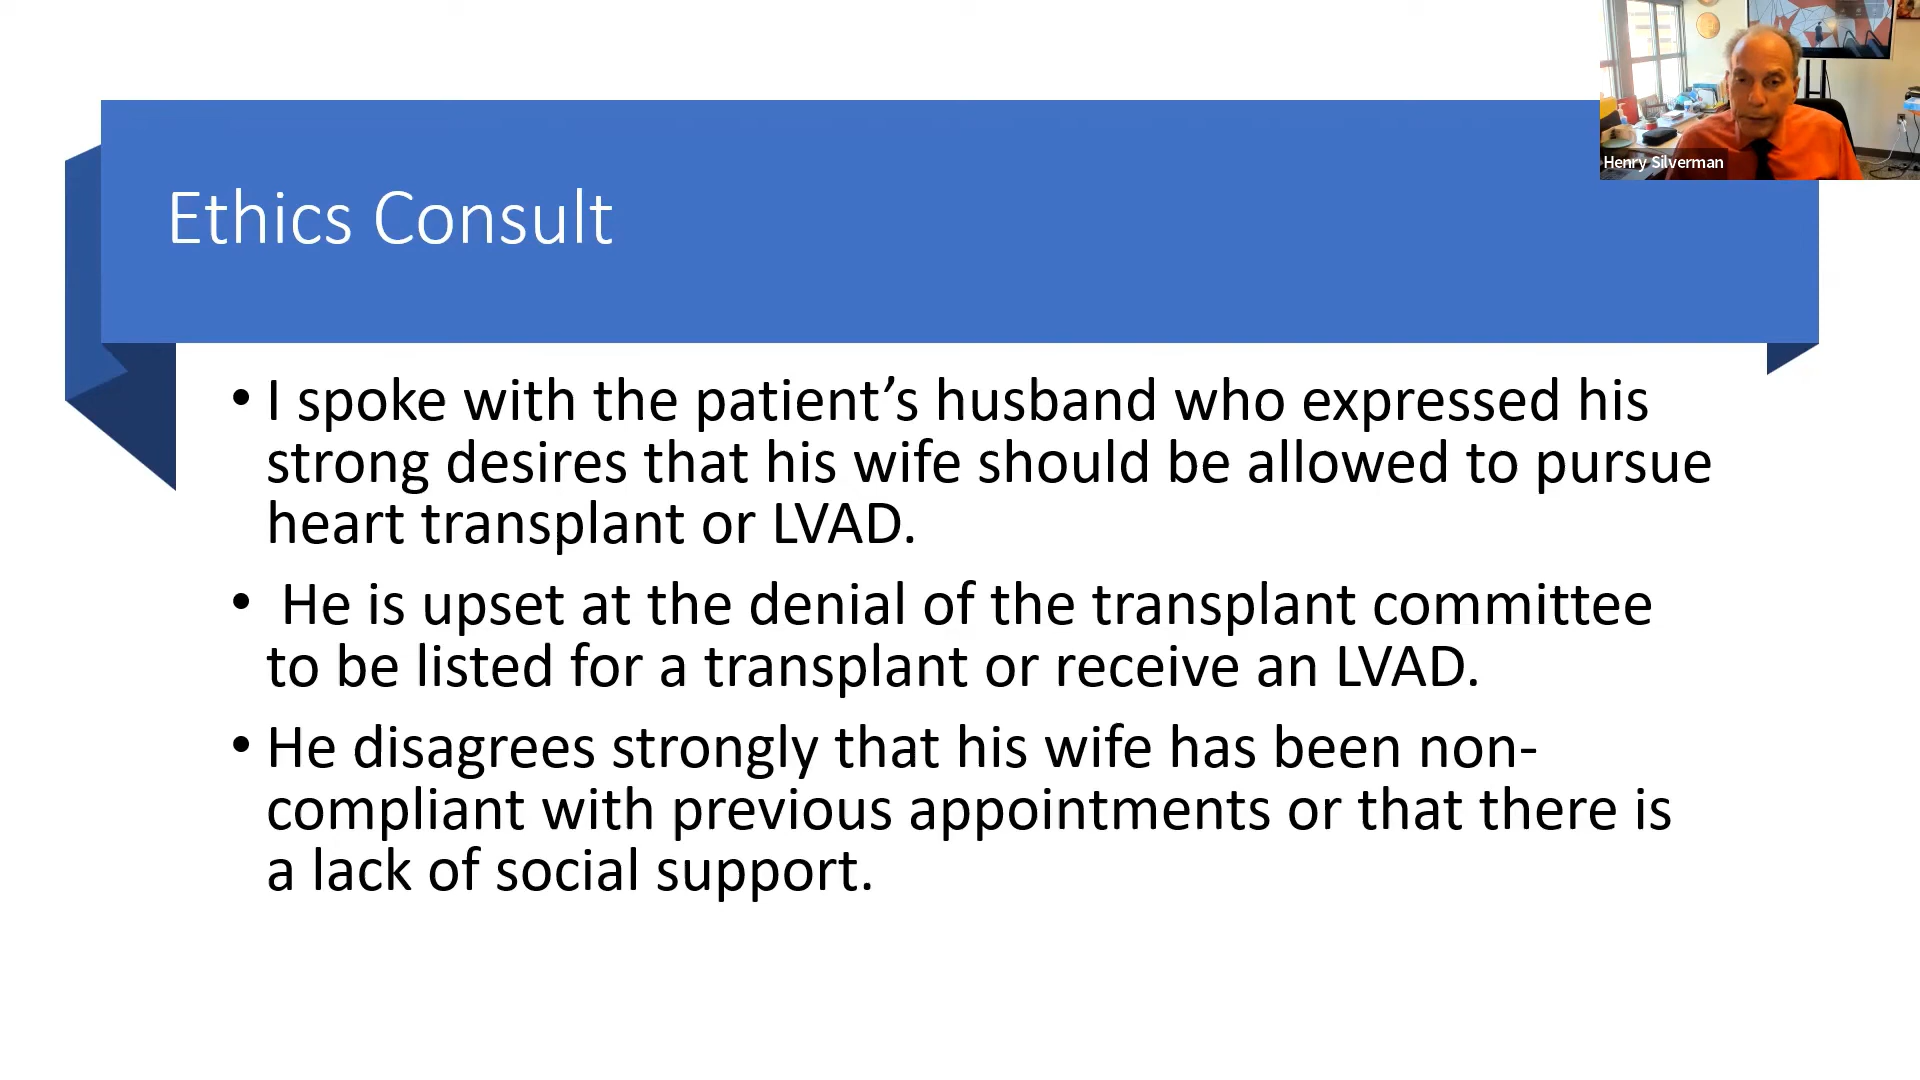 Henry Silverman
Ethics Consult
• I spoke with the patient’s husband who expressed his
strong desires that his wife should be allowed to pursue
heart transplant or LVAD.
• He is upset at the denial of the transplant committee
to be listed for a transplant or receive an LVAD.
• He disagrees strongly that his wife has been non-
compliant with previous appointments or that there is
a lack of social support.